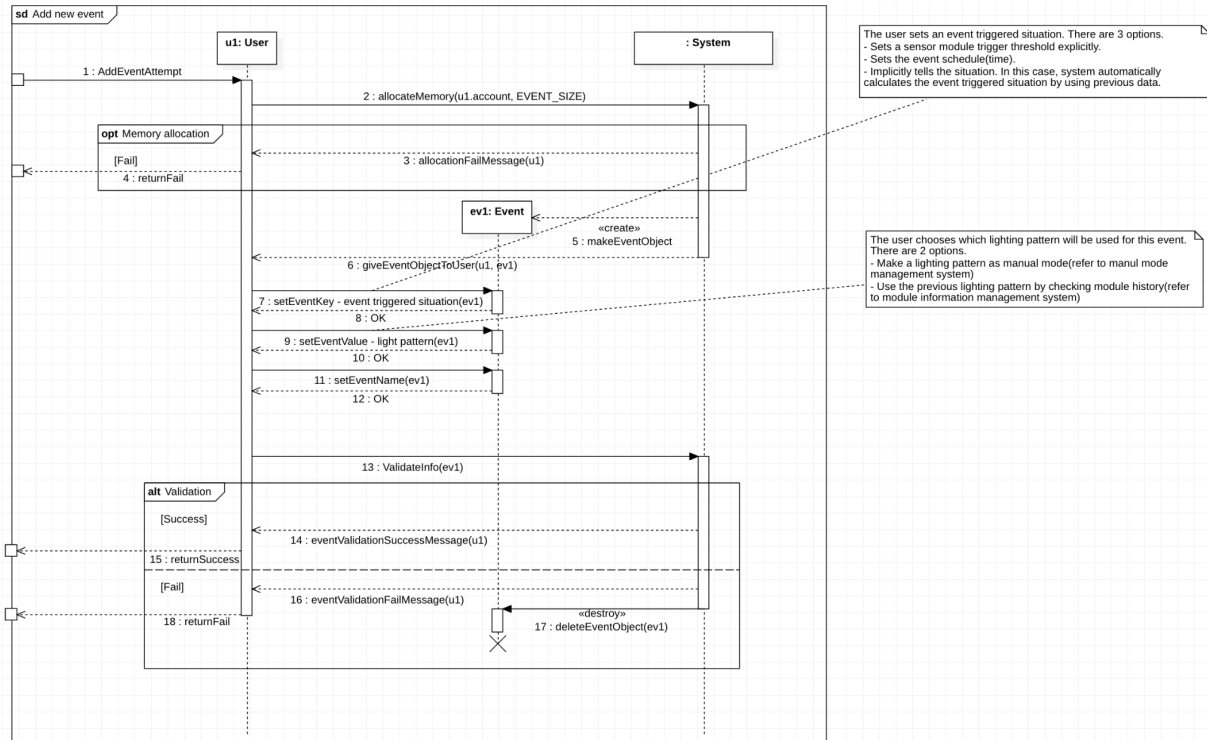 sd Add new event
u1: User
: System
The user sets an event triggered situation. There are 3 options.
- Sets a sensor module trigger threshold explicitly.
- Sets the event schedule(time).
- Implicitly tells the situation. In this case, system automatically
calculates the event triggered situation by using previous data.
1 : AddEventAttempt
2 : allocateMemory(u1.account, EVENT_SIZE)
opt Memory allocation
[Fail]
3 : allocationFailMessage(u1)
4 : returnFail
ev1: Event
«create»
5 : makeEventObject
The user chooses which lighting pattern will be used for this event.
There are 2 options.
- Make a lighting pattern as manual mode(refer to manul mode
management system)
- Use the previous lighting pattern by checking module history(refer
to module information management system)
6 : giveEventObjectToUser(u1, ev1)
7 : setEventKey - event triggered situation(ev1)
8 : OK
9 : setEventValue - light pattern(ev1)
10 : OK
11 : setEventName(ev1)
12 : OK
13 : ValidateInfo(ev1)
alt Validation
[Success]
14 : eventValidationSuccessMessage(u1)
15 : returnSuccess
[Fail]
16 : eventValidationFailMessage(u1)
«destroy»
17 : deleteEventObject(ev1)
18 : returnFail